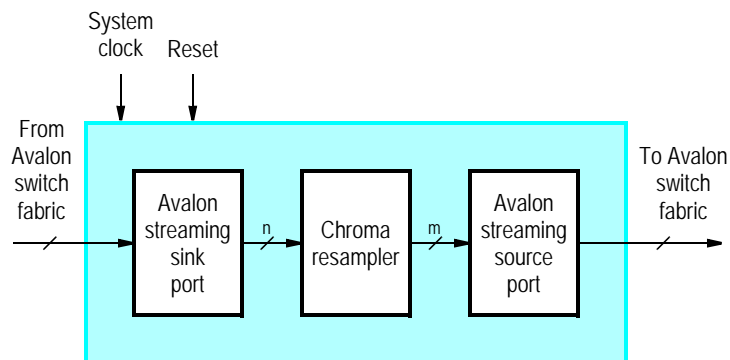 System
clock
Reset
From
Avalon
switch
fabric
To Avalon
switch
fabric
Avalon
streaming
sink
port
n
Chroma
resampler
m
Avalon
streaming
source
port